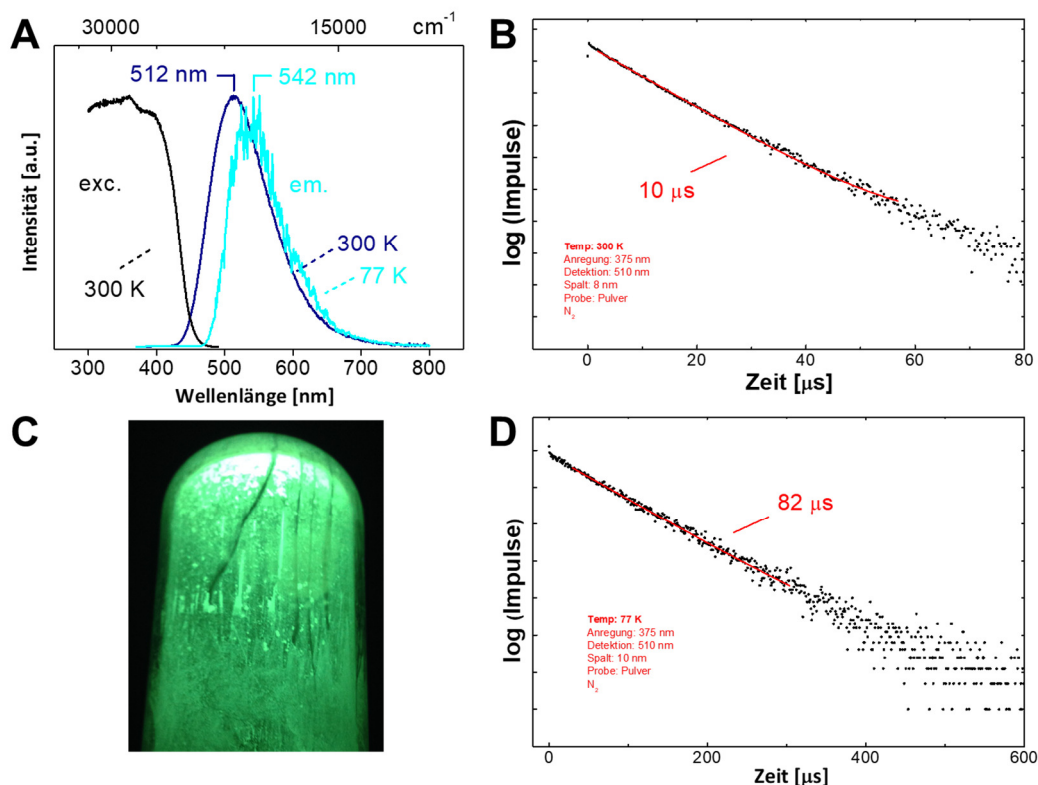 A
30000
15000
cm⁻¹
512 nm
542 nm
exc.
em.
300 K
300 K
77 K
Intensität [a.u.]
300 400 500 600 700 800
Wellenlänge [nm]
B
log (Impulse)
10 µs
Temp: 300 K
Anregung: 375 nm
Detektion: 510 nm
Spalt: 8 nm
Probe: Pulver
N₂
0 20 40 60 80
Zeit [µs]
C
D
log (Impulse)
82 µs
Temp: 77 K
Anregung: 375 nm
Detektion: 510 nm
Spalt: 10 nm
Probe: Pulver
N₂
0 200 400 600
Zeit [µs]